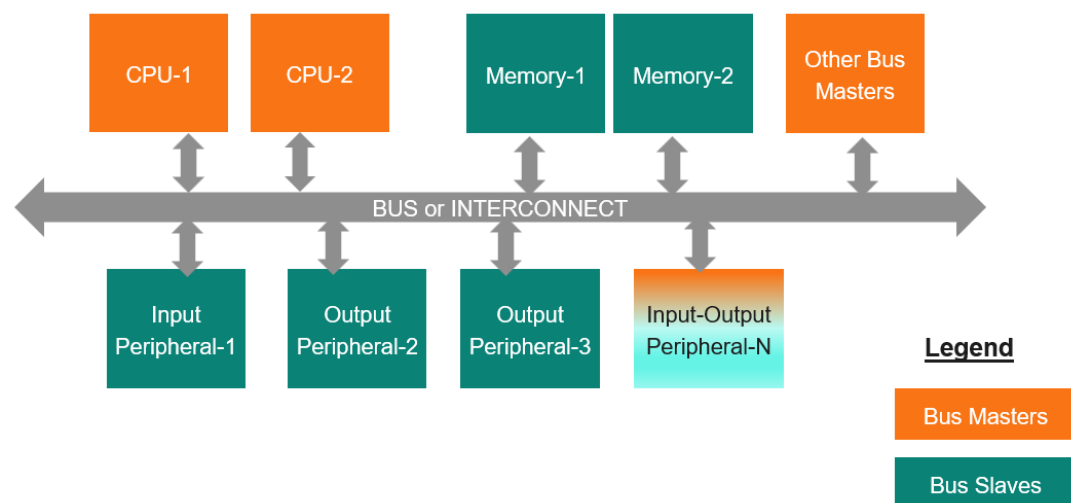 CPU-1
CPU-2
Memory-1
Memory-2
Other Bus
Masters
BUS or INTERCONNECT
Input
Peripheral-1
Output
Peripheral-2
Output
Peripheral-3
Input-Output
Peripheral-N
Legend
Bus Masters
Bus Slaves